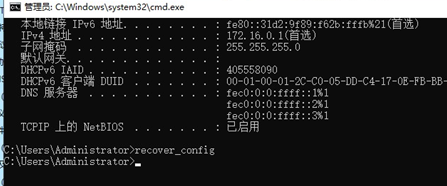 管理员: C:\Windows\system32\cmd.exe
本地链接 IPv6 地址. . . . . . . . : fe80::31d2:9f89:f62b:fffb%21(首选)
IPv4 地址 . . . . . . . . . . . . : 172.16.0.1(首选)
子网掩码 . . . . . . . . . . . . : 255.255.255.0
默认网关. . . . . . . . . . . . . :
DHCPv6 IAID . . . . . . . . . . . : 405558090
DHCPv6 客户端 DUID . . . . . . . : 00-01-00-01-2C-C0-05-DD-C4-17-0E-FB-BB-
DNS 服务器 . . . . . . . . . . . : fec0:0:0:ffff::1%1
fec0:0:0:ffff::2%1
fec0:0:0:ffff::3%1
TCPIP 上的 NetBIOS . . . . . . . : 已启用
C:\Users\Administrator>recover_config
C:\Users\Administrator>